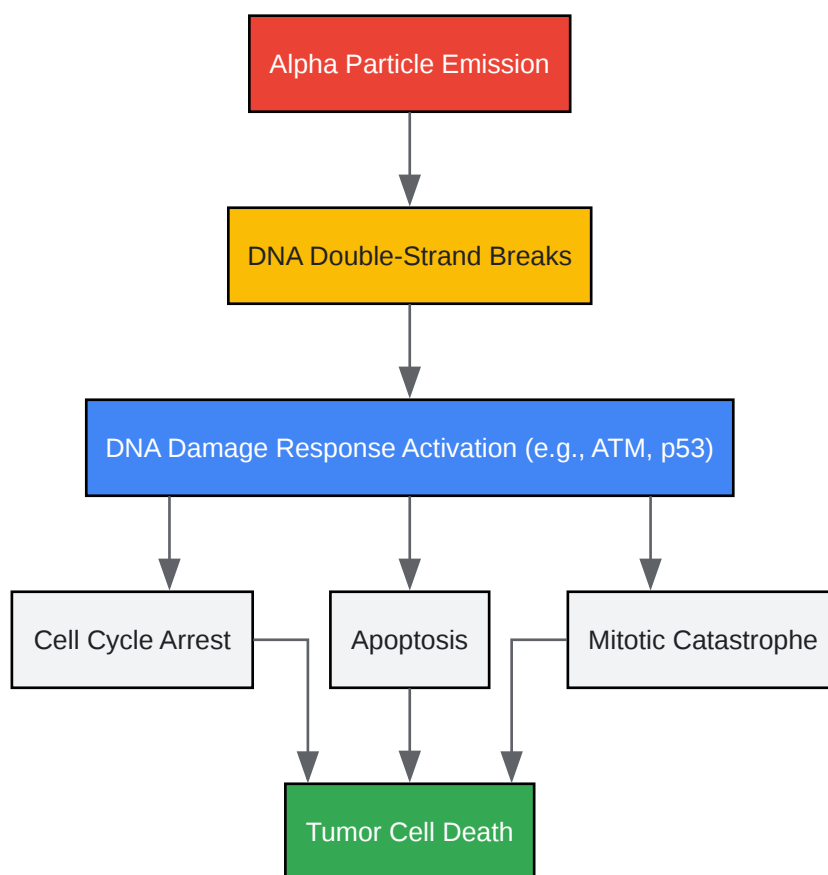 Alpha Particle Emission
DNA Double-Strand Breaks
DNA Damage Response Activation (e.g., ATM, p53)
Cell Cycle Arrest
Apoptosis
Mitotic Catastrophe
Tumor Cell Death